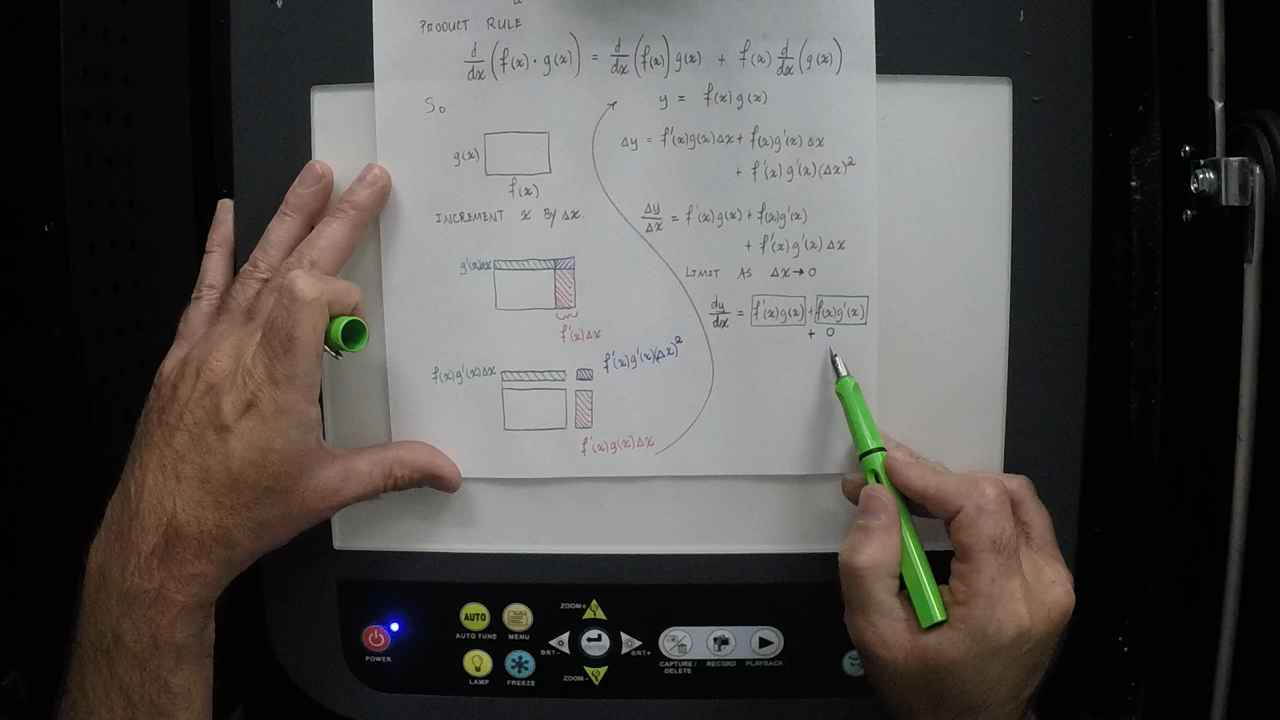 PRODUCT RULE
d/dx (f(x)·g(x)) = d/dx (f(x)) g(x) + f(x) d/dx (g(x))
So
g(x)
f(x)
INCREMENT x BY Δx.
g'(x)Δx
f'(x)Δx
f(x)g'(x)Δx
f'(x)g'(x)(Δx)²
f'(x)g(x)Δx
y = f(x)g(x)
Δy = f'(x)g(x)Δx + f(x)g'(x)Δx
+ f'(x)g'(x)(Δx)²
Δy/Δx = f'(x)g(x) + f(x)g'(x)
+ f'(x)g'(x)Δx
LIMIT AS Δx→0
dy/dx = f'(x)g(x) + f(x)g'(x)
+ 0
POWER
AUTO
AUTO TUNE
MENU
LAMP
FREEZE
ZOOM+
BRT-
BRT+
ZOOM-
CAPTURE / DELETE
RECORD
PLAYBACK